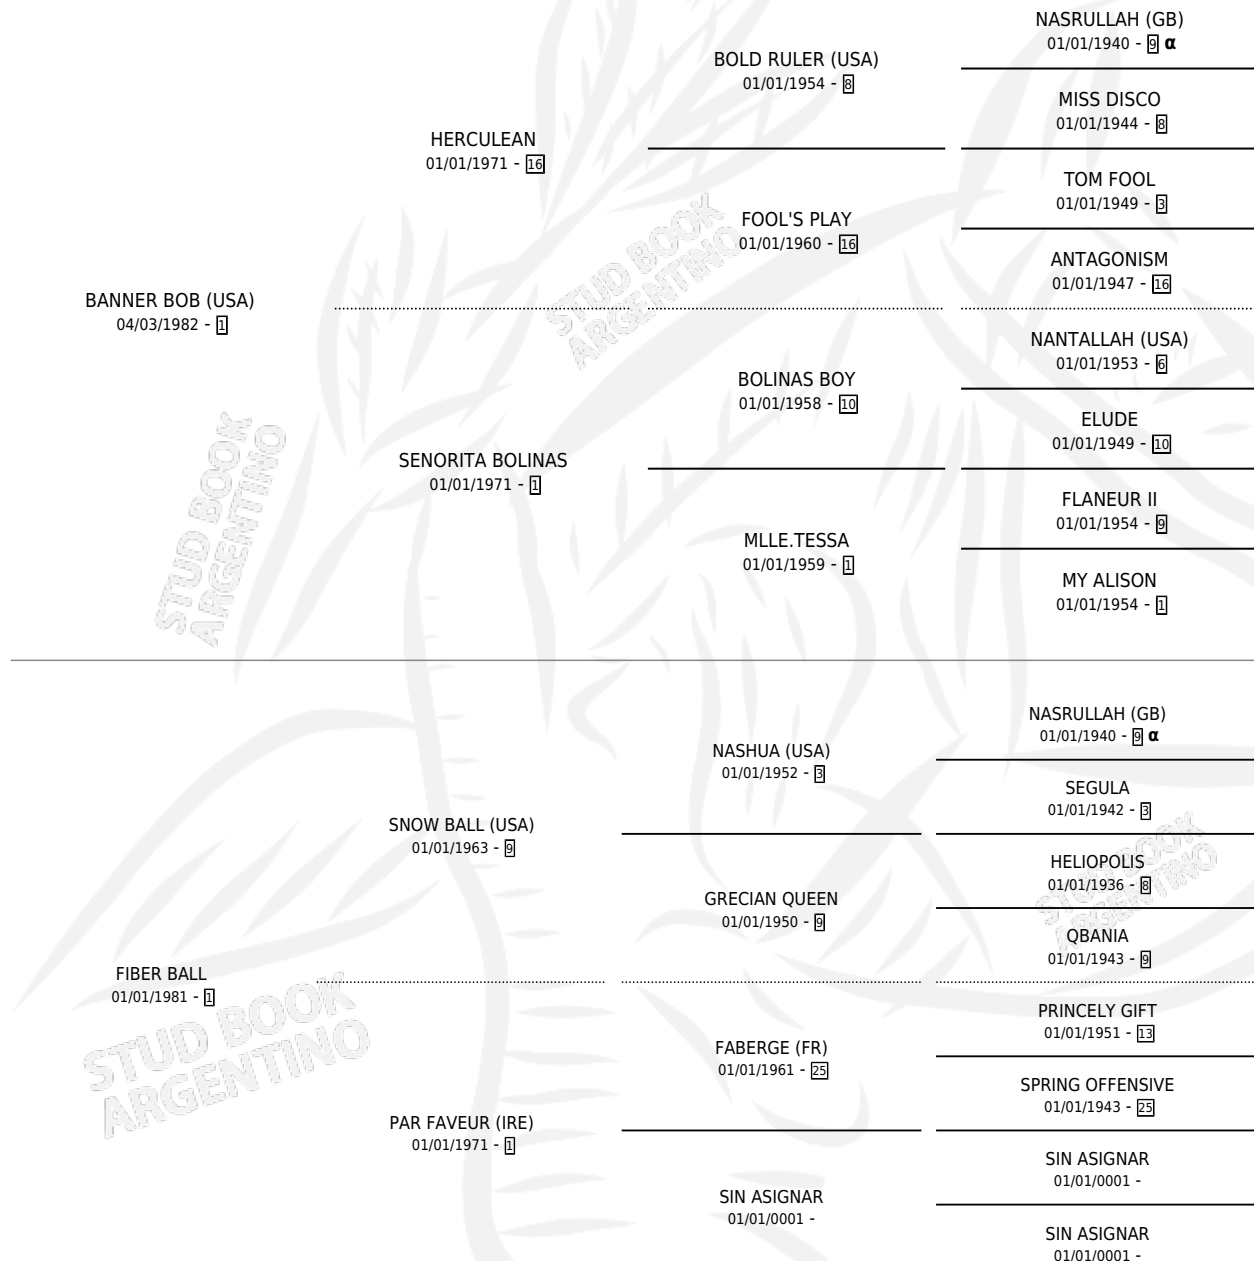 NASRULLAH (GB)
01/01/1940 - 9 α
BOLD RULER (USA)
01/01/1954 - 8
MISS DISCO
01/01/1944 - 8
HERCULEAN
01/01/1971 - 16
TOM FOOL
01/01/1949 - 3
FOOL'S PLAY
01/01/1960 - 16
ANTAGONISM
01/01/1947 - 16
BANNER BOB (USA)
04/03/1982 - 1
NANTALLAH (USA)
01/01/1953 - 6
BOLINAS BOY
01/01/1958 - 10
ELUDE
01/01/1949 - 10
SENORITA BOLINAS
01/01/1971 - 1
FLANEUR II
01/01/1954 - 9
MLLE.TESSA
01/01/1959 - 1
MY ALISON
01/01/1954 - 1
NASRULLAH (GB)
01/01/1940 - 9 α
NASHUA (USA)
01/01/1952 - 3
SEGULA
01/01/1942 - 3
SNOW BALL (USA)
01/01/1963 - 9
HELIOPOLIS
01/01/1936 - 8
GRECIAN QUEEN
01/01/1950 - 9
QBANIA
01/01/1943 - 9
FIBER BALL
01/01/1981 - 1
PRINCELY GIFT
01/01/1951 - 13
FABERGE (FR)
01/01/1961 - 25
SPRING OFFENSIVE
01/01/1943 - 25
PAR FAVEUR (IRE)
01/01/1971 - 1
SIN ASIGNAR
01/01/0001 -
SIN ASIGNAR
01/01/0001 -
SIN ASIGNAR
01/01/0001 -
STUD BOOK
ARGENTINO
STUD BOOK
ARGENTINO
STUD BOOK
ARGENTINO
STUD BOOK
ARGENTINO